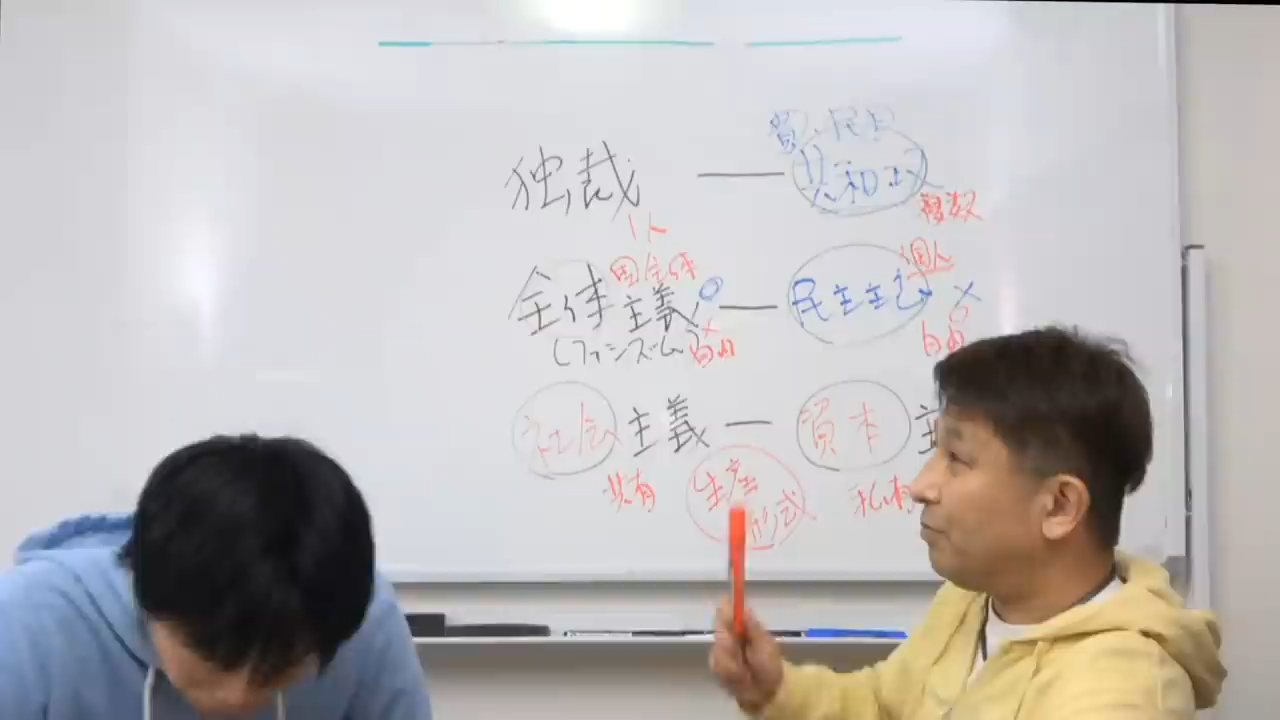 独裁 ― 共和政
1人
複数
全体主義 ― 民主主義 ×
国全体
個人
(ファシズム)
×自由
○自由
社会主義 ― 資本主
共有
生産形式
私有